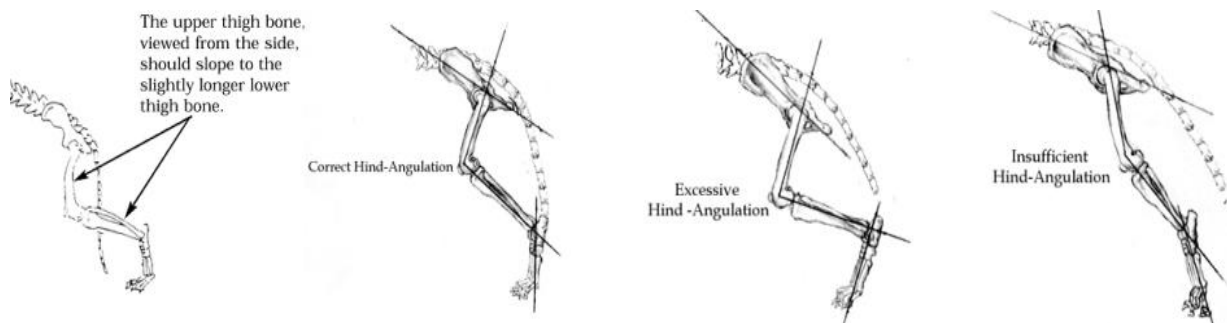 The upper thigh bone,
viewed from the side,
should slope to the
slightly longer lower
thigh bone.
Correct Hind-Angulation
Excessive
Hind -Angulation
Insufficient
Hind-Angulation